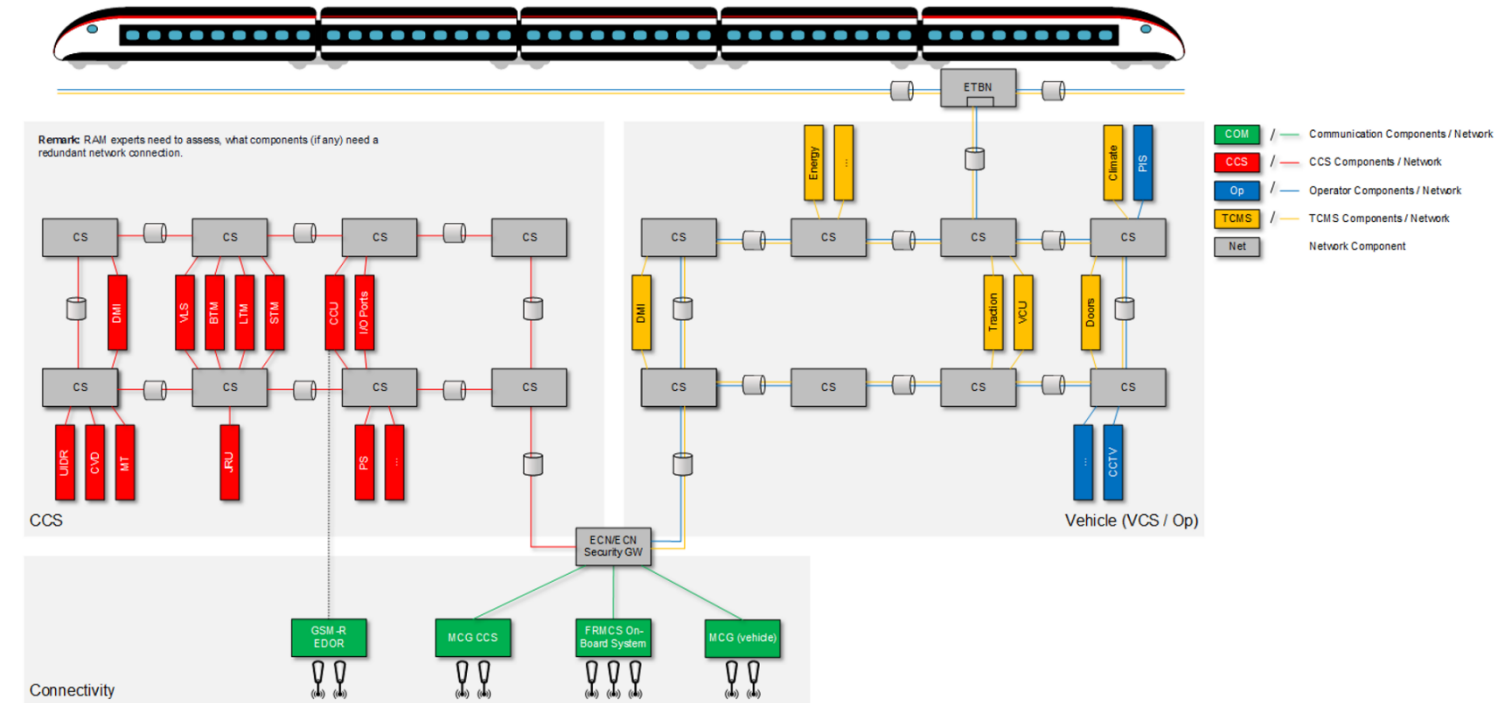 ETBN
Remark: RAM experts need to assess, what components (if any) need a
redundant network connection.
Energy
...
Climate
PIS
COM / Communication Components / Network
CCS / CCS Components / Network
Op / Operator Components / Network
TCMS / TCMS Components / Network
Net Network Component
CS CS CS CS CS CS CS CS
DMI
VLS
BTM
LTM
STM
CCU
I/O Ports
DMI
Traction
VCU
Doors
CS CS CS CS CS CS CS CS
UIDR
CVD
MT
JRU
PS
...
...
CCTV
CCS
Vehicle (VCS / Op)
ECN/ECN
Security GW
GSM-R
EDOR
MCG CCS
FRMCS On-
Board System
MCG (vehicle)
Connectivity